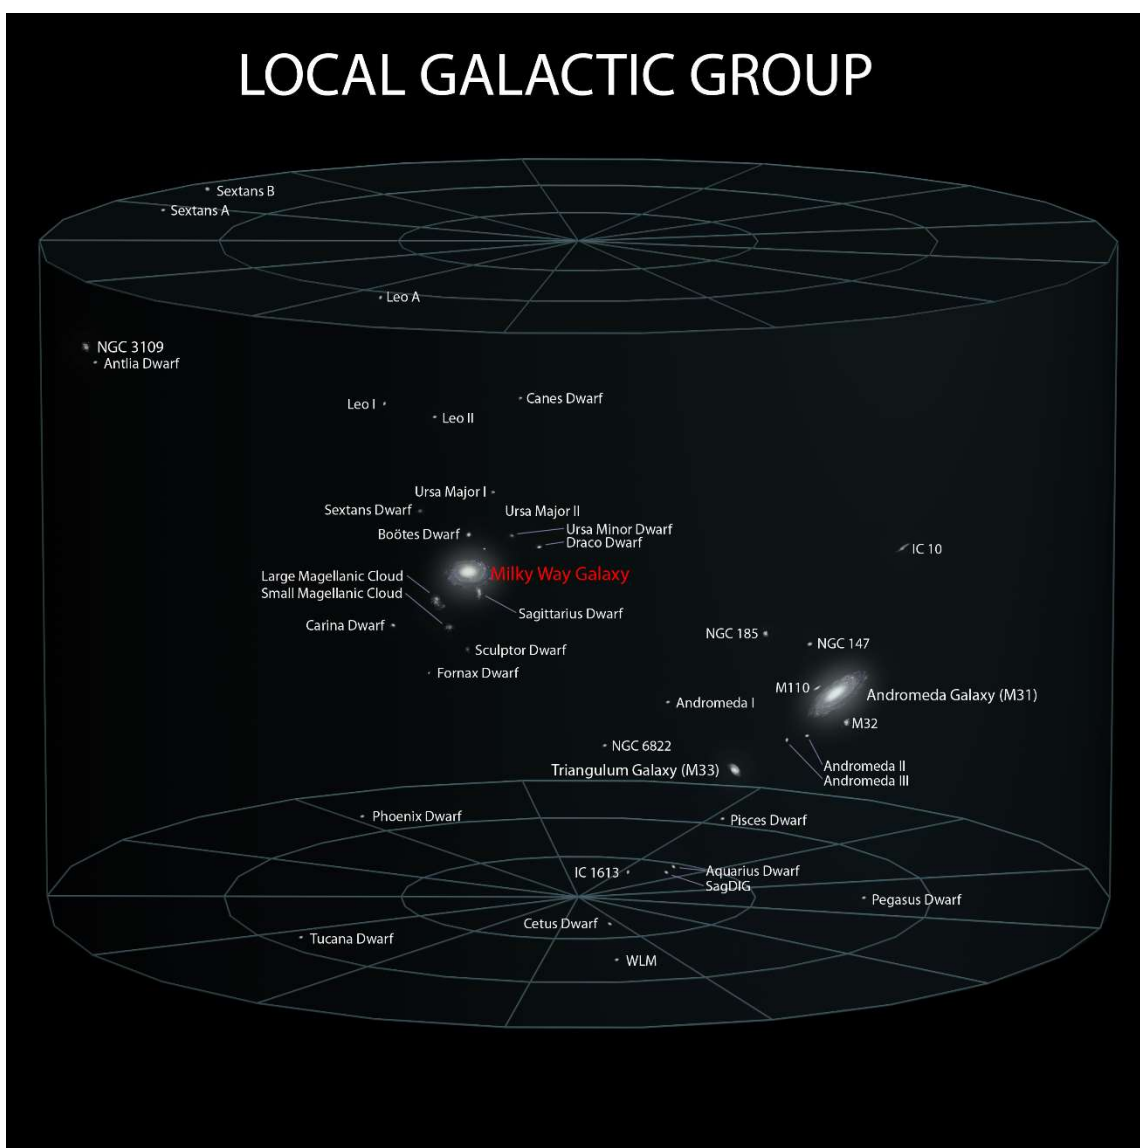 LOCAL GALACTIC GROUP
Sextans B
Sextans A
Leo A
NGC 3109
Antlia Dwarf
Canes Dwarf
Leo I
Leo II
Ursa Major I
Sextans Dwarf
Ursa Major II
Ursa Minor Dwarf
Boötes Dwarf
Draco Dwarf
IC 10
Milky Way Galaxy
Large Magellanic Cloud
Small Magellanic Cloud
Sagittarius Dwarf
Carina Dwarf
NGC 185
NGC 147
Sculptor Dwarf
Fornax Dwarf
M110
Andromeda Galaxy (M31)
Andromeda I
M32
NGC 6822
Andromeda II
Triangulum Galaxy (M33)
Andromeda III
Phoenix Dwarf
Pisces Dwarf
IC 1613
Aquarius Dwarf
SagDIG
Pegasus Dwarf
Cetus Dwarf
Tucana Dwarf
WLM